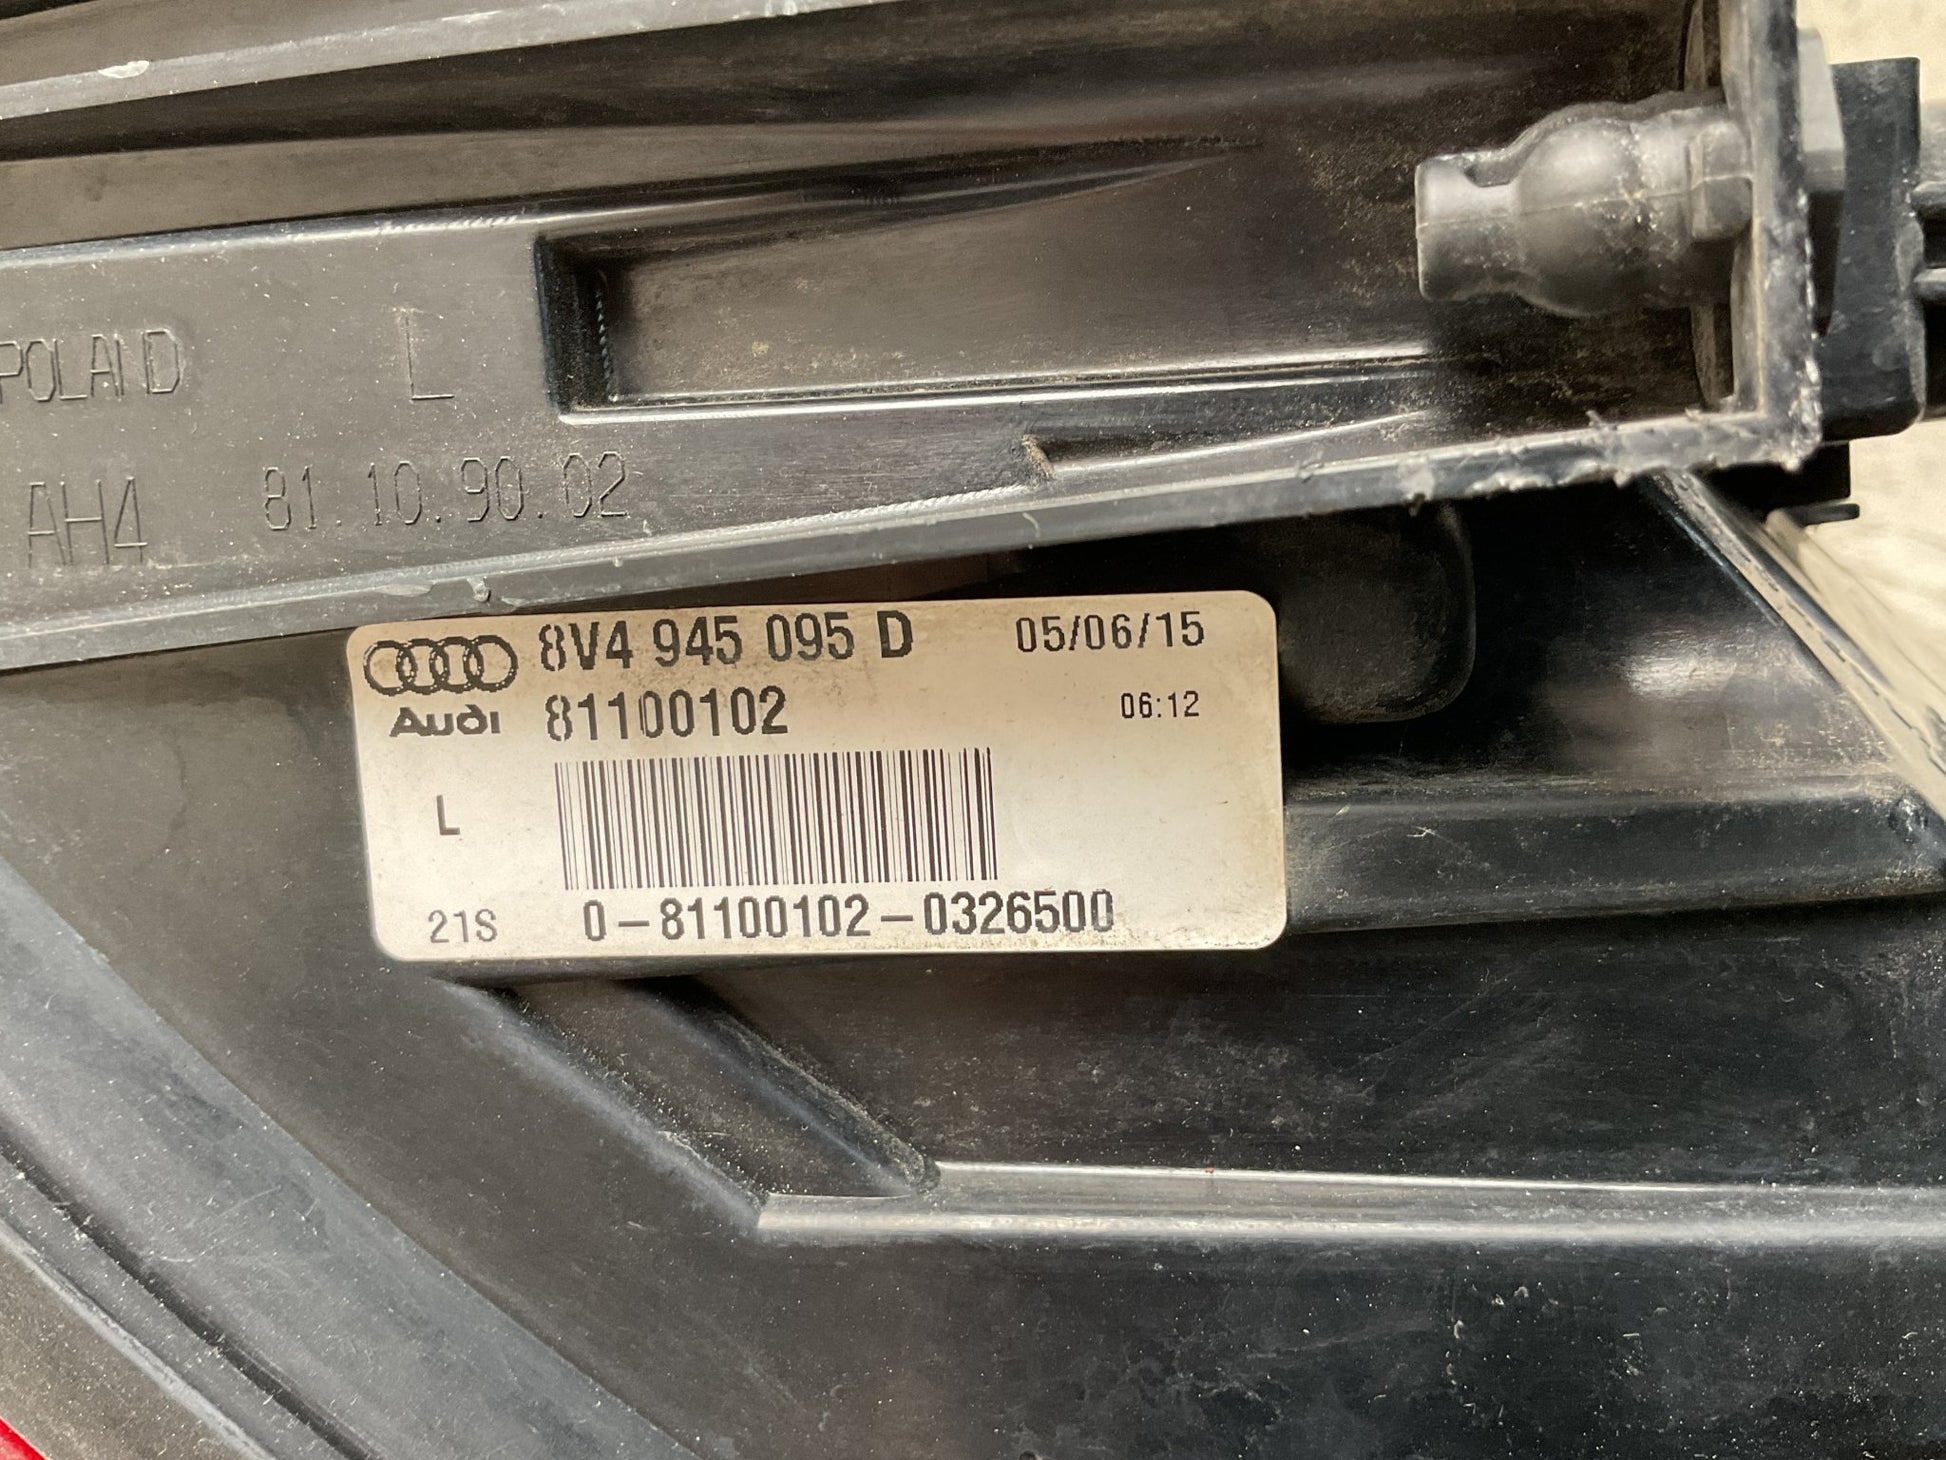 POLAND L
AH4 81.10.90.02
8V4 945 095 D 05/06/15
Audi 81100102 06:12
L
21S 0-81100102-0326500